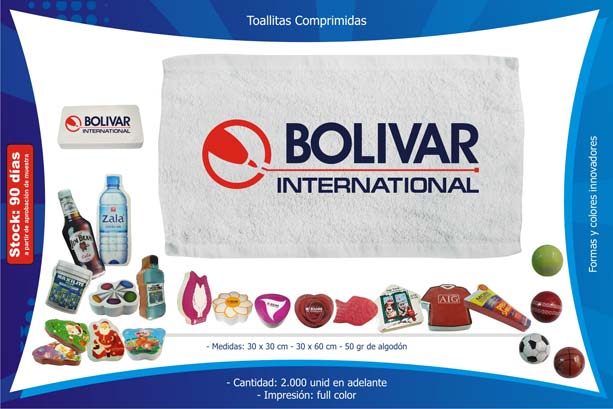 Toallitas Comprimidas
BOLIVAR
INTERNATIONAL
BOLIVAR
INTERNATIONAL
Stock: 90 días
a partir de aprobación de muestra
Formas y colores innovadores
Zala
AIG
- Medidas: 30 x 30 cm - 30 x 60 cm - 50 gr de algodón
- Cantidad: 2.000 unid en adelante
- Impresión: full color